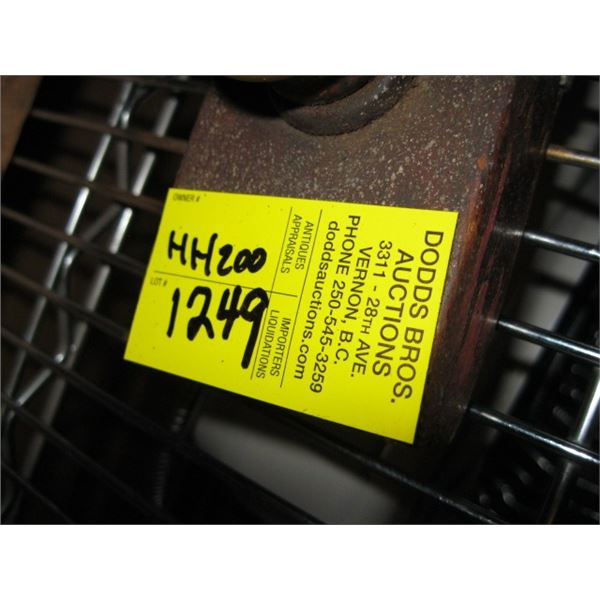 OWNER #
HH200
LOT #
1249
ANTIQUES
APPRAISALS
IMPORTERS
LIQUIDATIONS
DODDS BROS.
AUCTIONS
3311 - 28TH AVE.
VERNON, B.C.
PHONE 250-545-3259
doddsauctions.com